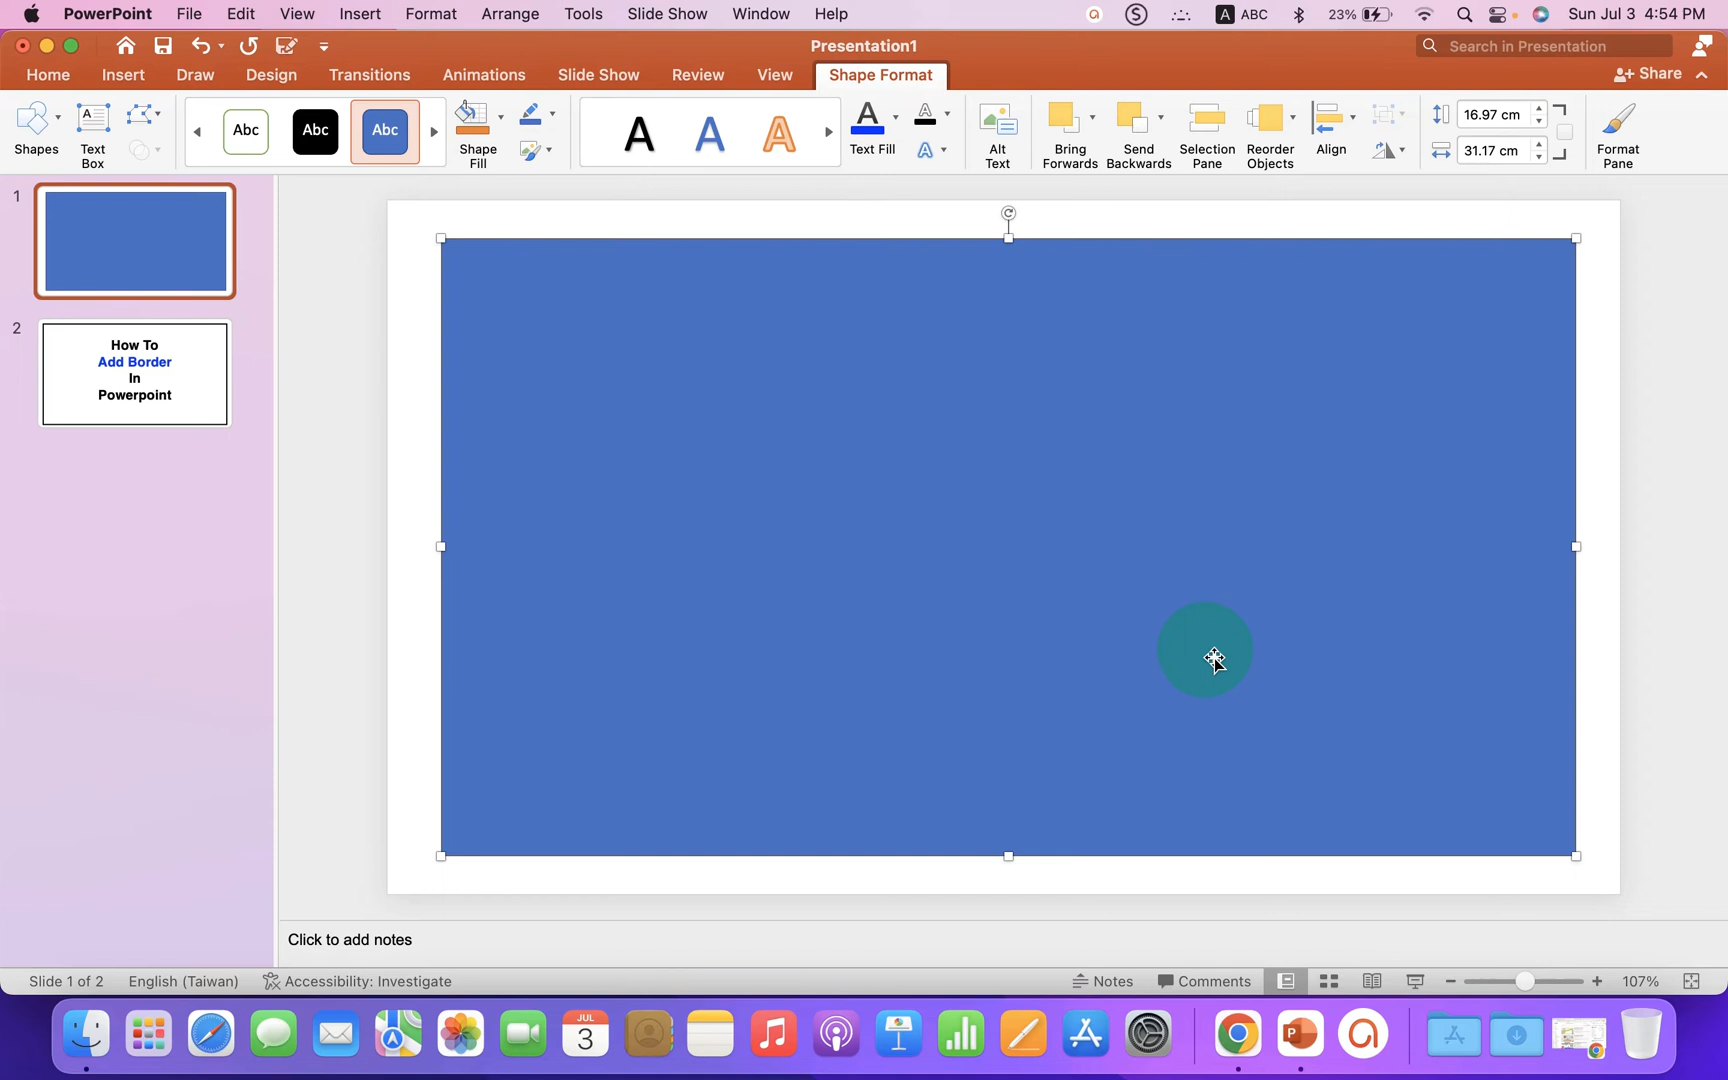 PowerPoint File Edit View Insert Format Arrange Tools Slide Show Window Help A ABC 23% Sun Jul 3 4:54 PM
Presentation1 Search in Presentation
Home Insert Draw Design Transitions Animations Slide Show Review View Shape Format Share
Shapes
Text Box
Abc Abc Abc
Shape Fill
A A A
Text Fill
Alt Text
Bring Forwards
Send Backwards
Selection Pane
Reorder Objects
Align
16.97 cm
31.17 cm
Format Pane
1
2
How To
Add Border
In
Powerpoint
Click to add notes
Slide 1 of 2 English (Taiwan) Accessibility: Investigate Notes Comments 107%
JUL
3